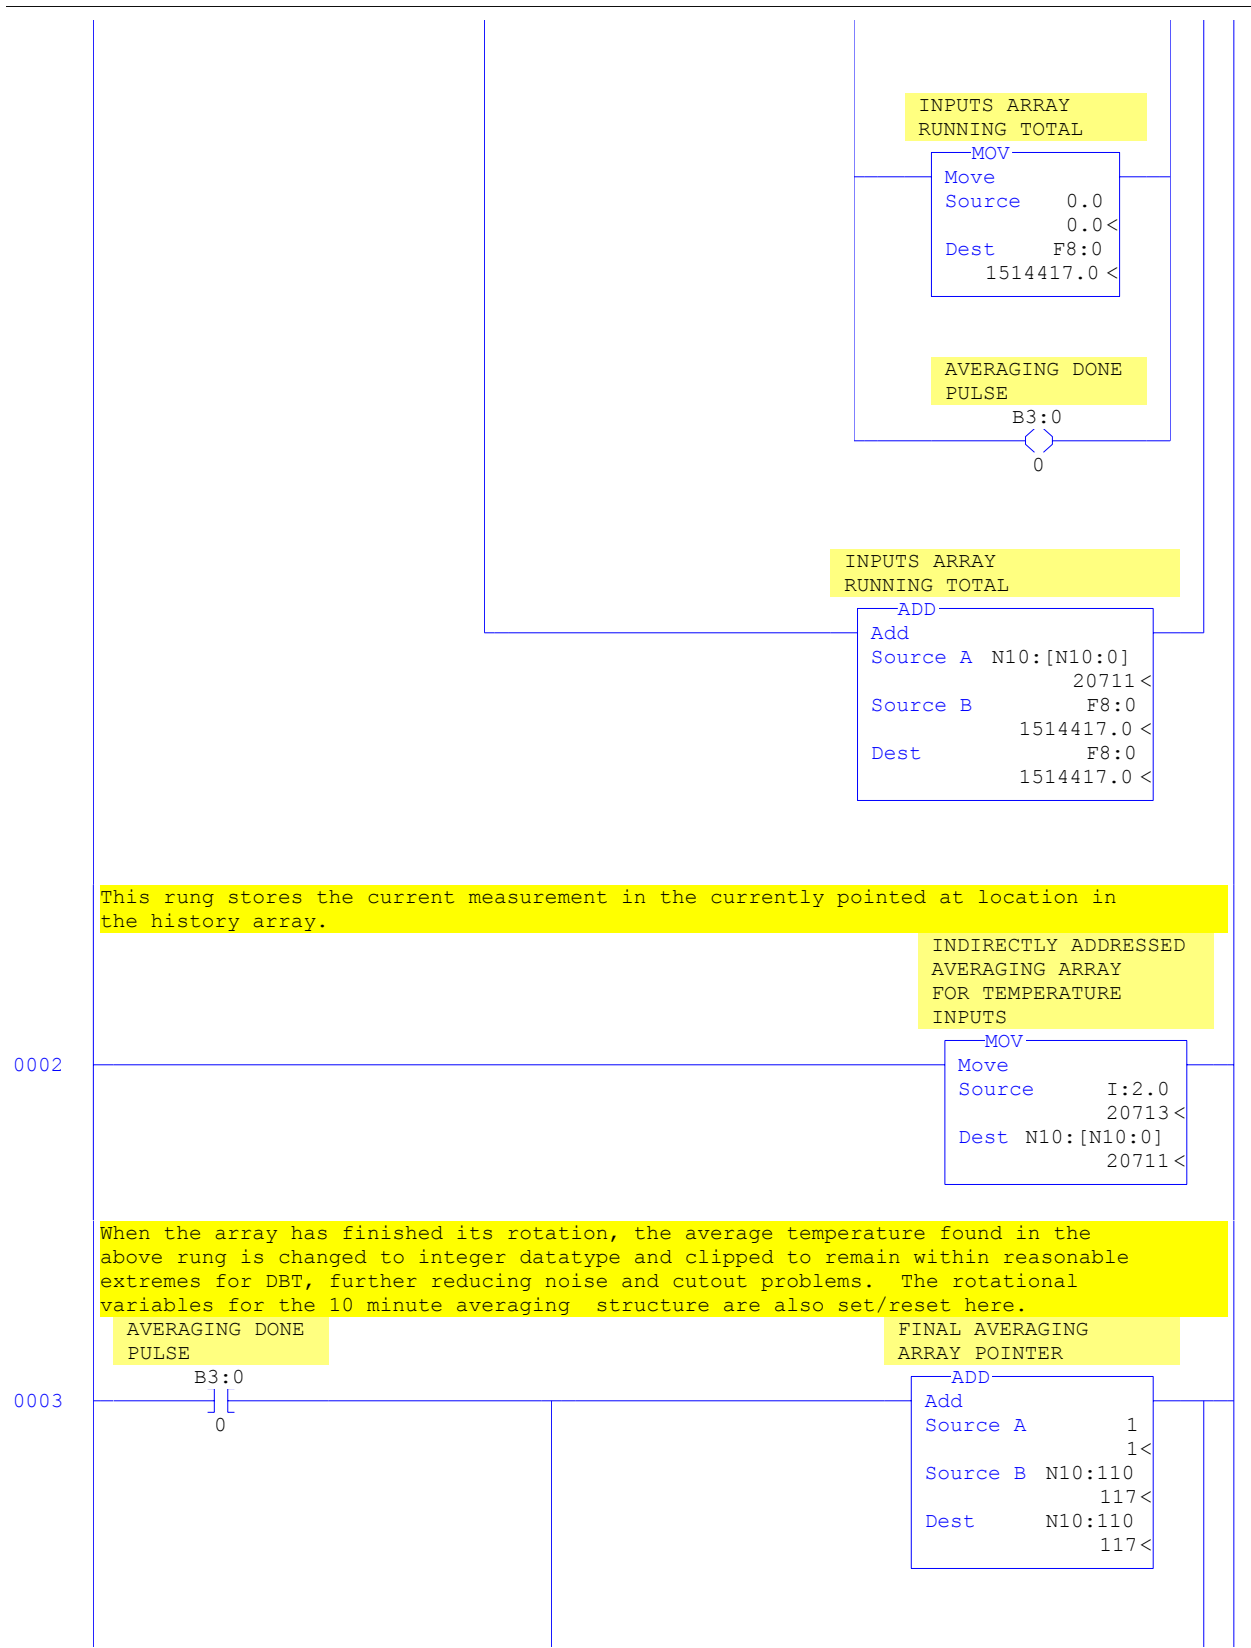 INPUTS ARRAY
RUNNING TOTAL
MOV
Move
Source 0.0
0.0<
Dest F8:0
1514417.0 <
AVERAGING DONE
PULSE
B3:0
0
INPUTS ARRAY
RUNNING TOTAL
ADD
Add
Source A N10:[N10:0]
20711<
Source B F8:0
1514417.0 <
Dest F8:0
1514417.0 <
This rung stores the current measurement in the currently pointed at location in
the history array.
INDIRECTLY ADDRESSED
AVERAGING ARRAY
FOR TEMPERATURE
INPUTS
MOV
0002
Move
Source I:2.0
20713<
Dest N10:[N10:0]
20711<
When the array has finished its rotation, the average temperature found in the
above rung is changed to integer datatype and clipped to remain within reasonable
extremes for DBT, further reducing noise and cutout problems.  The rotational
variables for the 10 minute averaging  structure are also set/reset here.
AVERAGING DONE
PULSE
B3:0
0003
0
FINAL AVERAGING
ARRAY POINTER
ADD
Add
Source A 1
1<
Source B N10:110
117<
Dest N10:110
117<